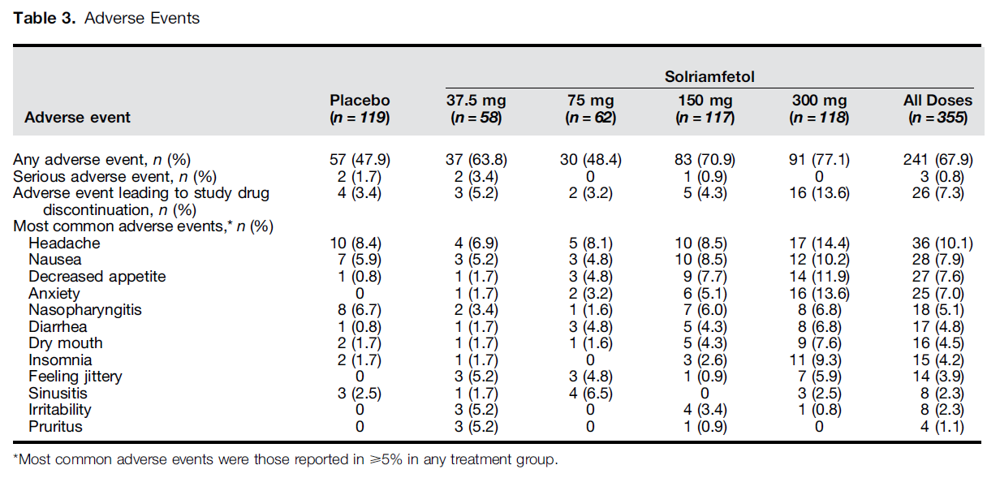 Table 3. Adverse Events
Solriamfetol
Adverse event Placebo (n = 119) 37.5 mg (n = 58) 75 mg (n = 62) 150 mg (n = 117) 300 mg (n = 118) All Doses (n = 355)
Any adverse event, n (%) 57 (47.9) 37 (63.8) 30 (48.4) 83 (70.9) 91 (77.1) 241 (67.9)
Serious adverse event, n (%) 2 (1.7) 2 (3.4) 0 1 (0.9) 0 3 (0.8)
Adverse event leading to study drug 4 (3.4) 3 (5.2) 2 (3.2) 5 (4.3) 16 (13.6) 26 (7.3)
discontinuation, n (%)
Most common adverse events,* n (%)
Headache 10 (8.4) 4 (6.9) 5 (8.1) 10 (8.5) 17 (14.4) 36 (10.1)
Nausea 7 (5.9) 3 (5.2) 3 (4.8) 10 (8.5) 12 (10.2) 28 (7.9)
Decreased appetite 1 (0.8) 1 (1.7) 3 (4.8) 9 (7.7) 14 (11.9) 27 (7.6)
Anxiety 0 1 (1.7) 2 (3.2) 6 (5.1) 16 (13.6) 25 (7.0)
Nasopharyngitis 8 (6.7) 2 (3.4) 1 (1.6) 7 (6.0) 8 (6.8) 18 (5.1)
Diarrhea 1 (0.8) 1 (1.7) 3 (4.8) 5 (4.3) 8 (6.8) 17 (4.8)
Dry mouth 2 (1.7) 1 (1.7) 1 (1.6) 5 (4.3) 9 (7.6) 16 (4.5)
Insomnia 2 (1.7) 1 (1.7) 0 3 (2.6) 11 (9.3) 15 (4.2)
Feeling jittery 0 3 (5.2) 3 (4.8) 1 (0.9) 7 (5.9) 14 (3.9)
Sinusitis 3 (2.5) 1 (1.7) 4 (6.5) 0 3 (2.5) 8 (2.3)
Irritability 0 3 (5.2) 0 4 (3.4) 1 (0.8) 8 (2.3)
Pruritus 0 3 (5.2) 0 1 (0.9) 0 4 (1.1)
*Most common adverse events were those reported in ⩾5% in any treatment group.